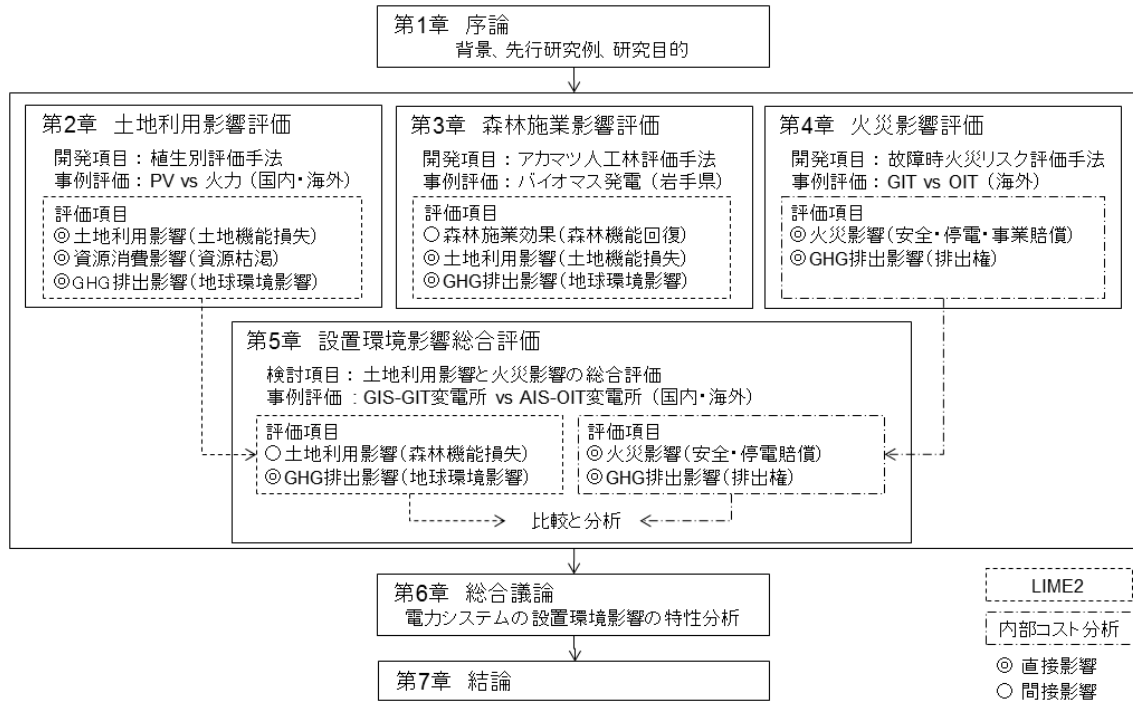 第1章 序論
背景、先行研究例、研究目的
第2章 土地利用影響評価
開発項目：植生別評価手法
事例評価：PV vs 火力（国内・海外）
評価項目
◎土地利用影響(土地機能損失)
◎資源消費影響(資源枯渇)
◎GHG排出影響(地球環境影響)
第3章 森林施業影響評価
開発項目：アカマツ人工林評価手法
事例評価：バイオマス発電（岩手県）
評価項目
○森林施業効果(森林機能回復)
◎土地利用影響(土地機能損失)
◎GHG排出影響(地球環境影響)
第4章 火災影響評価
開発項目：故障時火災リスク評価手法
事例評価：GIT vs OIT（海外）
評価項目
◎火災影響(安全・停電・事業賠償)
◎GHG排出影響(排出権)
第5章 設置環境影響総合評価
検討項目：土地利用影響と火災影響の総合評価
事例評価：GIS-GIT変電所 vs AIS-OIT変電所（国内・海外）
評価項目
○土地利用影響(森林機能損失)
◎GHG排出影響(地球環境影響)
評価項目
◎火災影響(安全・停電賠償)
◎GHG排出影響(排出権)
比較と分析
第6章 総合議論
電力システムの設置環境影響の特性分析
第7章 結論
LIME2
内部コスト分析
◎ 直接影響
○ 間接影響